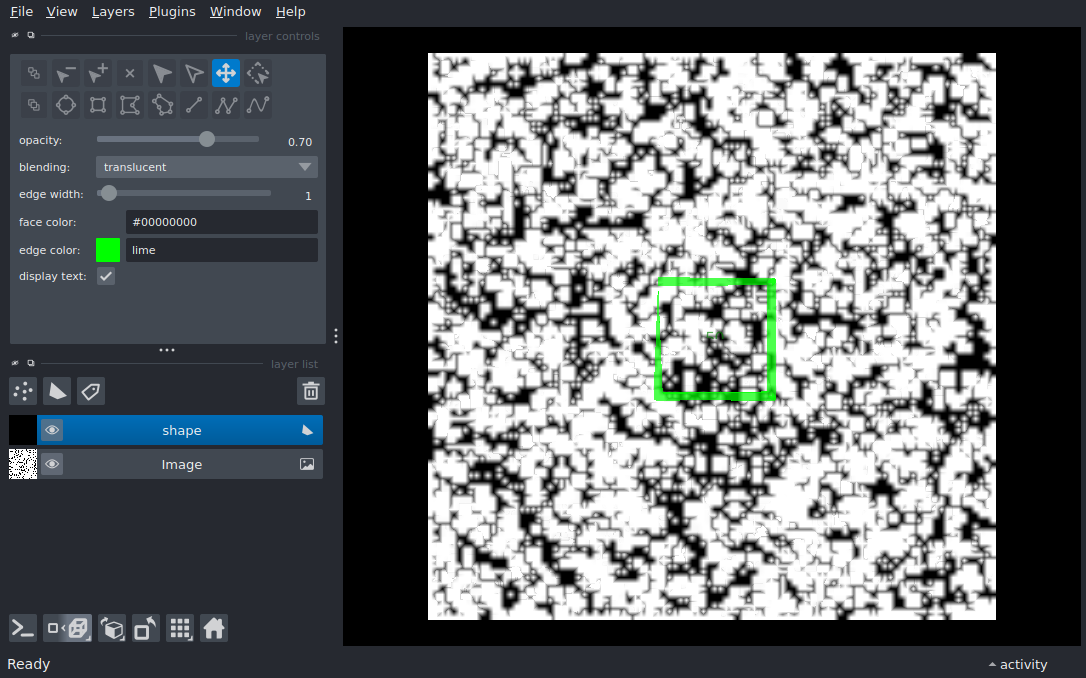 File View Layers Plugins Window Help
layer controls
opacity: 0.70
blending: translucent
edge width: 1
face color: #00000000
edge color: lime
display text:
layer list
shape
Image
Ready
activity